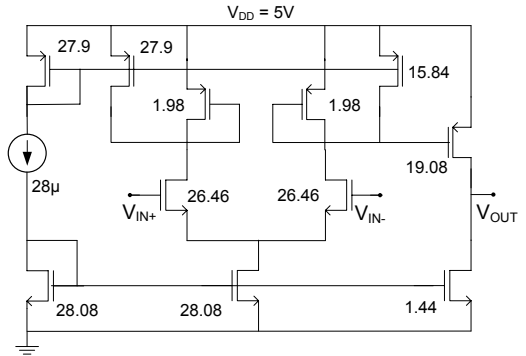 V_DD = 5V
27.9
27.9
15.84
1.98
1.98
19.08
28µ
26.46
26.46
V_IN+
V_IN-
V_OUT
28.08
28.08
1.44